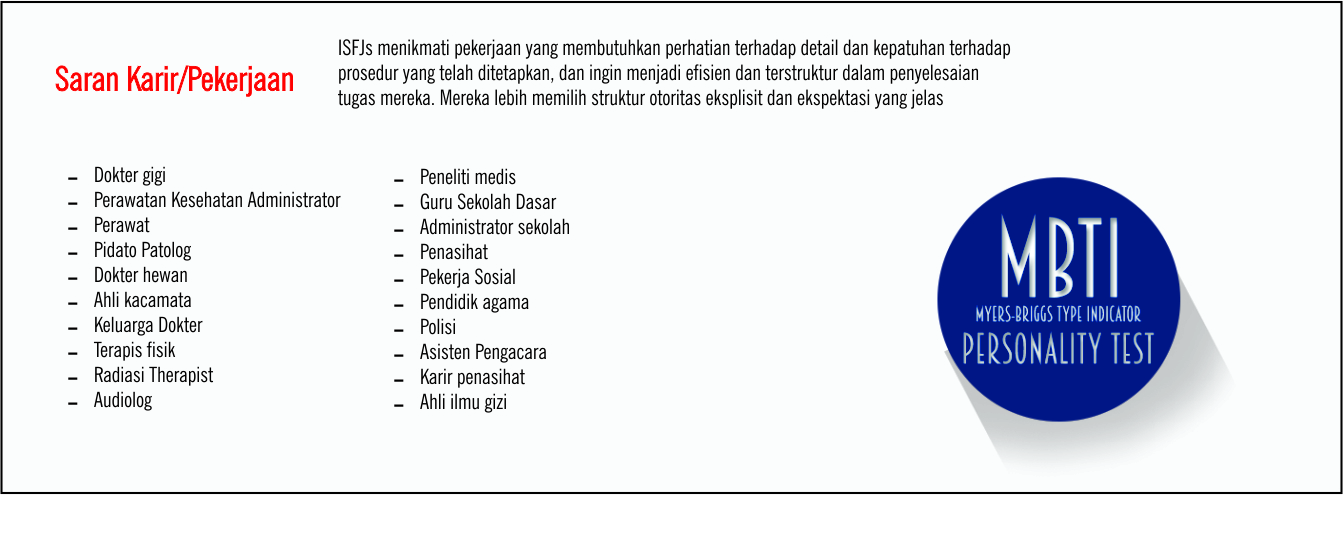 Saran Karir/Pekerjaan
ISFJs menikmati pekerjaan yang membutuhkan perhatian terhadap detail dan kepatuhan terhadap
prosedur yang telah ditetapkan, dan ingin menjadi efisien dan terstruktur dalam penyelesaian
tugas mereka. Mereka lebih memilih struktur otoritas eksplisit dan ekspektasi yang jelas
- Dokter gigi
- Perawatan Kesehatan Administrator
- Perawat
- Pidato Patolog
- Dokter hewan
- Ahli kacamata
- Keluarga Dokter
- Terapis fisik
- Radiasi Therapist
- Audiolog
- Peneliti medis
- Guru Sekolah Dasar
- Administrator sekolah
- Penasihat
- Pekerja Sosial
- Pendidik agama
- Polisi
- Asisten Pengacara
- Karir penasihat
- Ahli ilmu gizi
MBTI
MYERS-BRIGGS TYPE INDICATOR
PERSONALITY TEST